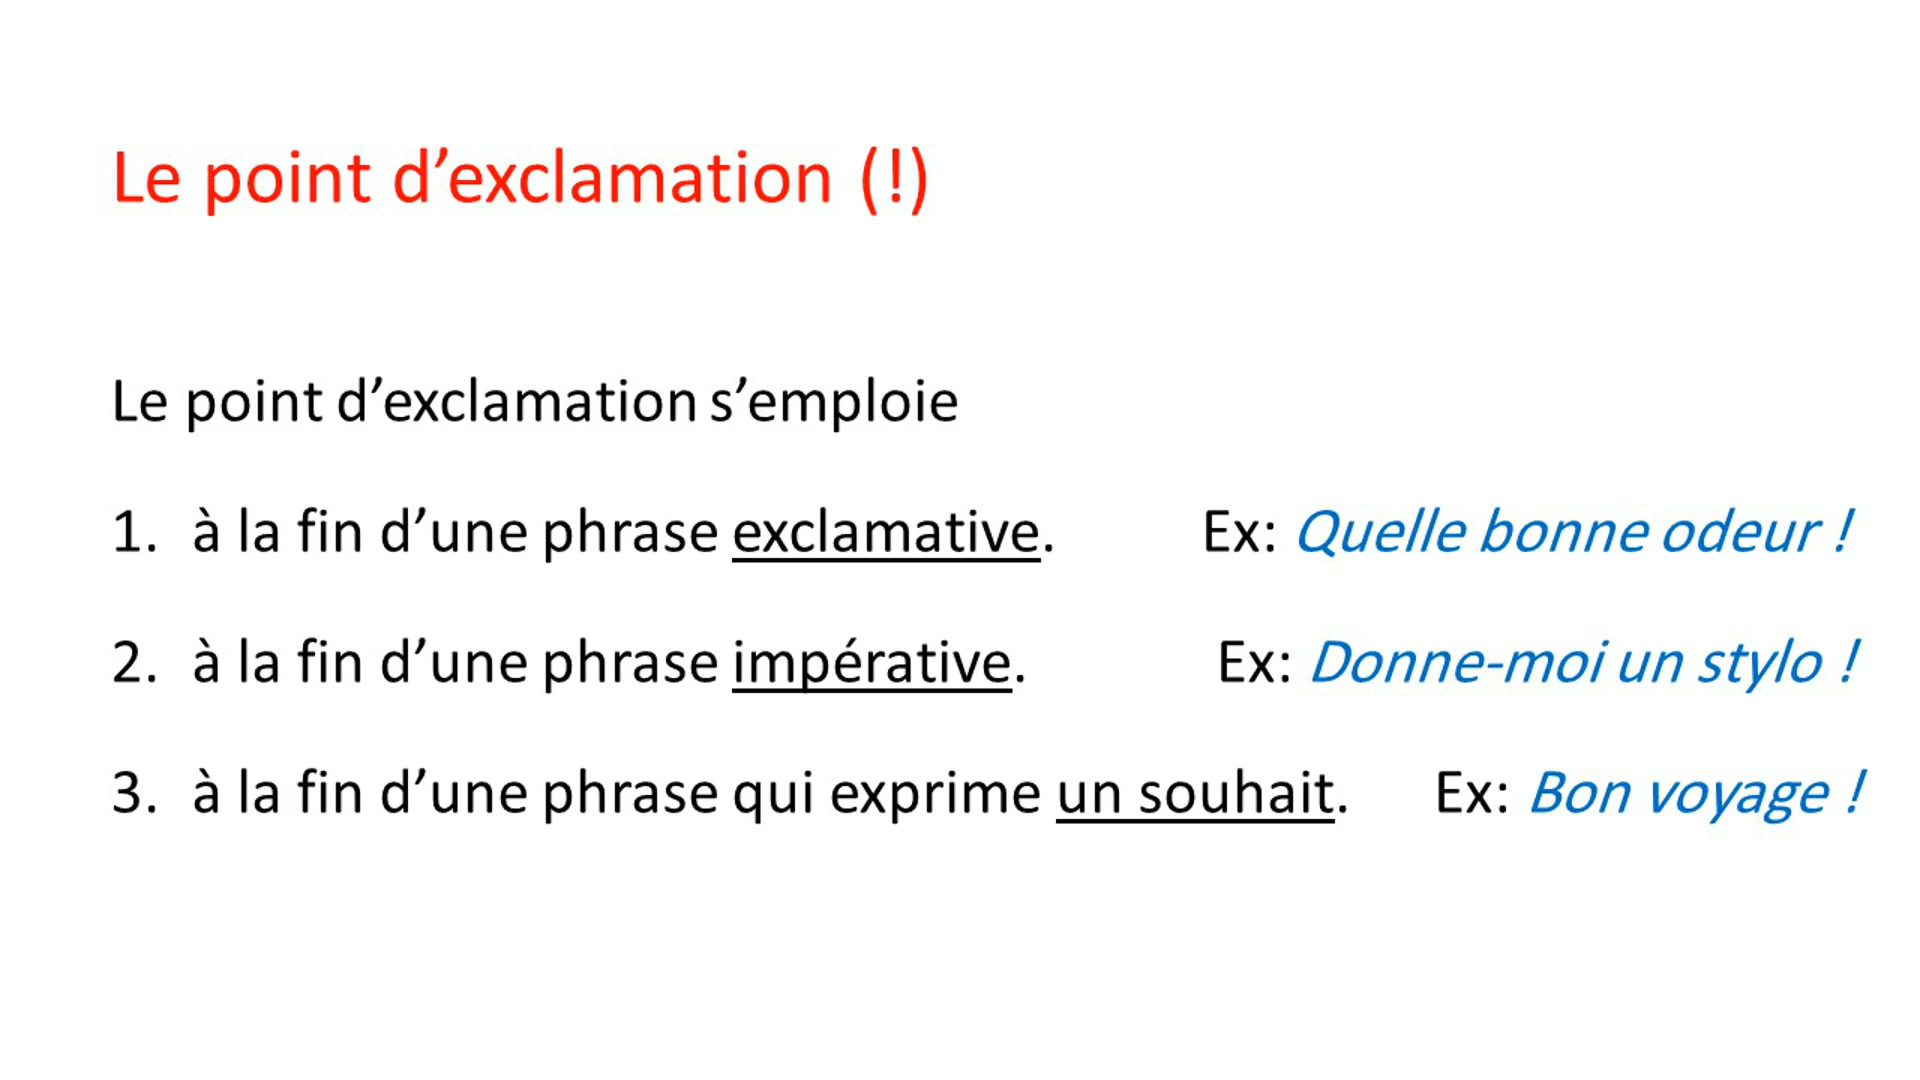 Le point d’exclamation (!)
Le point d’exclamation s’emploie
1. à la fin d’une phrase exclamative. Ex: Quelle bonne odeur !
2. à la fin d’une phrase impérative. Ex: Donne-moi un stylo !
3. à la fin d’une phrase qui exprime un souhait. Ex: Bon voyage !